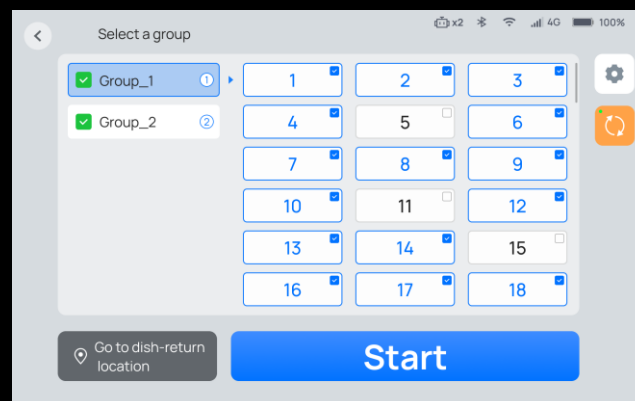 x2 4G 100%
Select a group
Group_1 1 1 2 3
Group_2 2 4 5 6
7 8 9
10 11 12
13 14 15
16 17 18
Go to dish-return
location
Start